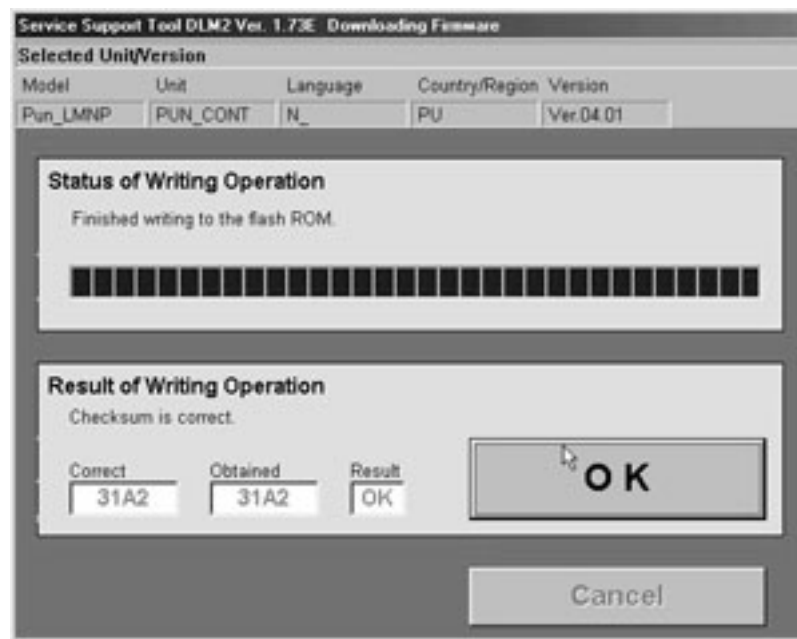 Service Support Tool DLM2 Ver. 1.73E Downloading Firmware
Selected Unit/Version
Model Unit Language Country/Region Version
Pun_LMNP PUN_CONT N_ PU Ver.04.01
Status of Writing Operation
Finished writing to the flash ROM.
Result of Writing Operation
Checksum is correct.
Correct Obtained Result
31A2 31A2 OK
OK
Cancel